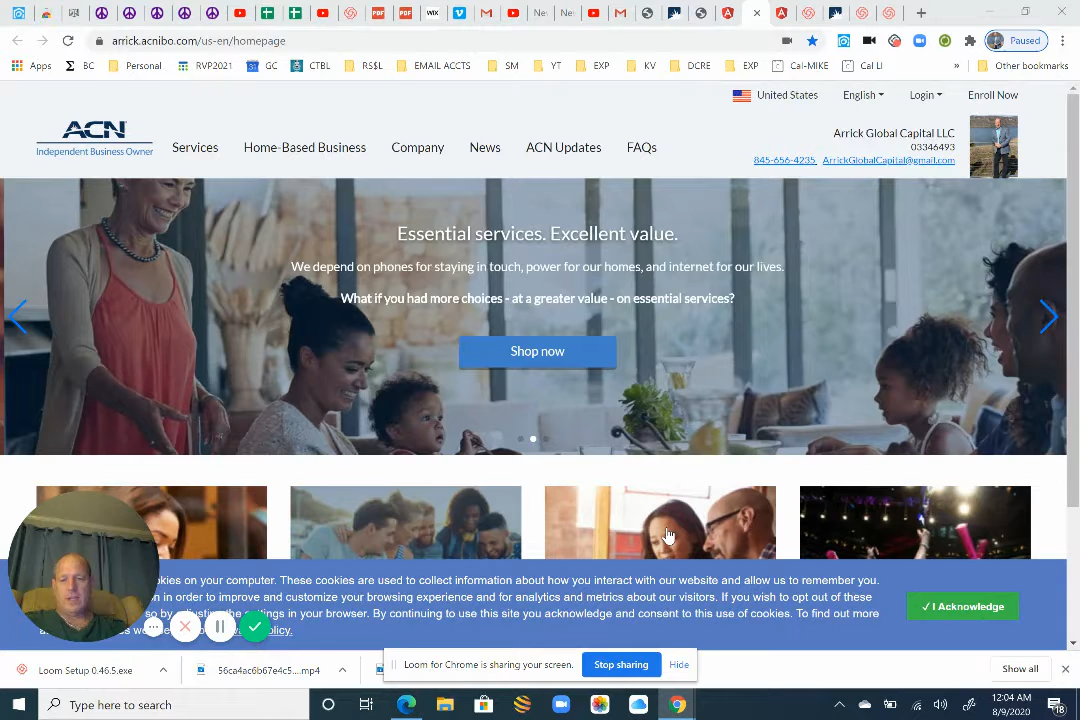 Nev
Ne
WIX
arrick.acnibo.com/us-en/homepage
Paused
Apps
BC
Personal
RVP2021
31
GC
CTBL
RS$L
EMAIL ACCTS
SM
YT
EXP
KV
DCRE
EXP
Cal-MIKE
Cal LI
»
Other bookmarks
United States
English
Login
Enroll Now
ACN
Independent Business Owner
Services
Home-Based Business
Company
News
ACN Updates
FAQs
Arrick Global Capital LLC
03346493
845-656-4235
ArrickGlobalCapital@gmail.com
Essential services. Excellent value.
We depend on phones for staying in touch, power for our homes, and internet for our lives.
What if you had more choices - at a greater value - on essential services?
Shop now
okies on your computer. These cookies are used to collect information about how you interact with our website and allow us to remember you.
n in order to improve and customize your browsing experience and for analytics and metrics about our visitors. If you wish to opt out of these
so by adjusting the settings in your browser. By continuing to use this site you acknowledge and consent to this use of cookies. To find out more
✓ I Acknowledge
Loom for Chrome is sharing your screen.
Stop sharing
Hide
Loom Setup 0.46.5.exe
56ca4ac6b67e4c5....mp4
Show all
Type here to search
12:04 AM
8/9/2020
18